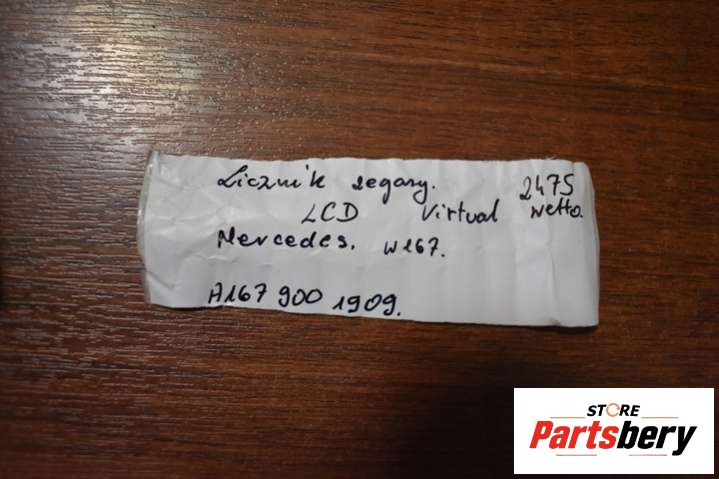 Licznik zegary. 2475
LCD Virtual netto.
Mercedes. W167.
A167 900 1909.
STORE
Partsbery